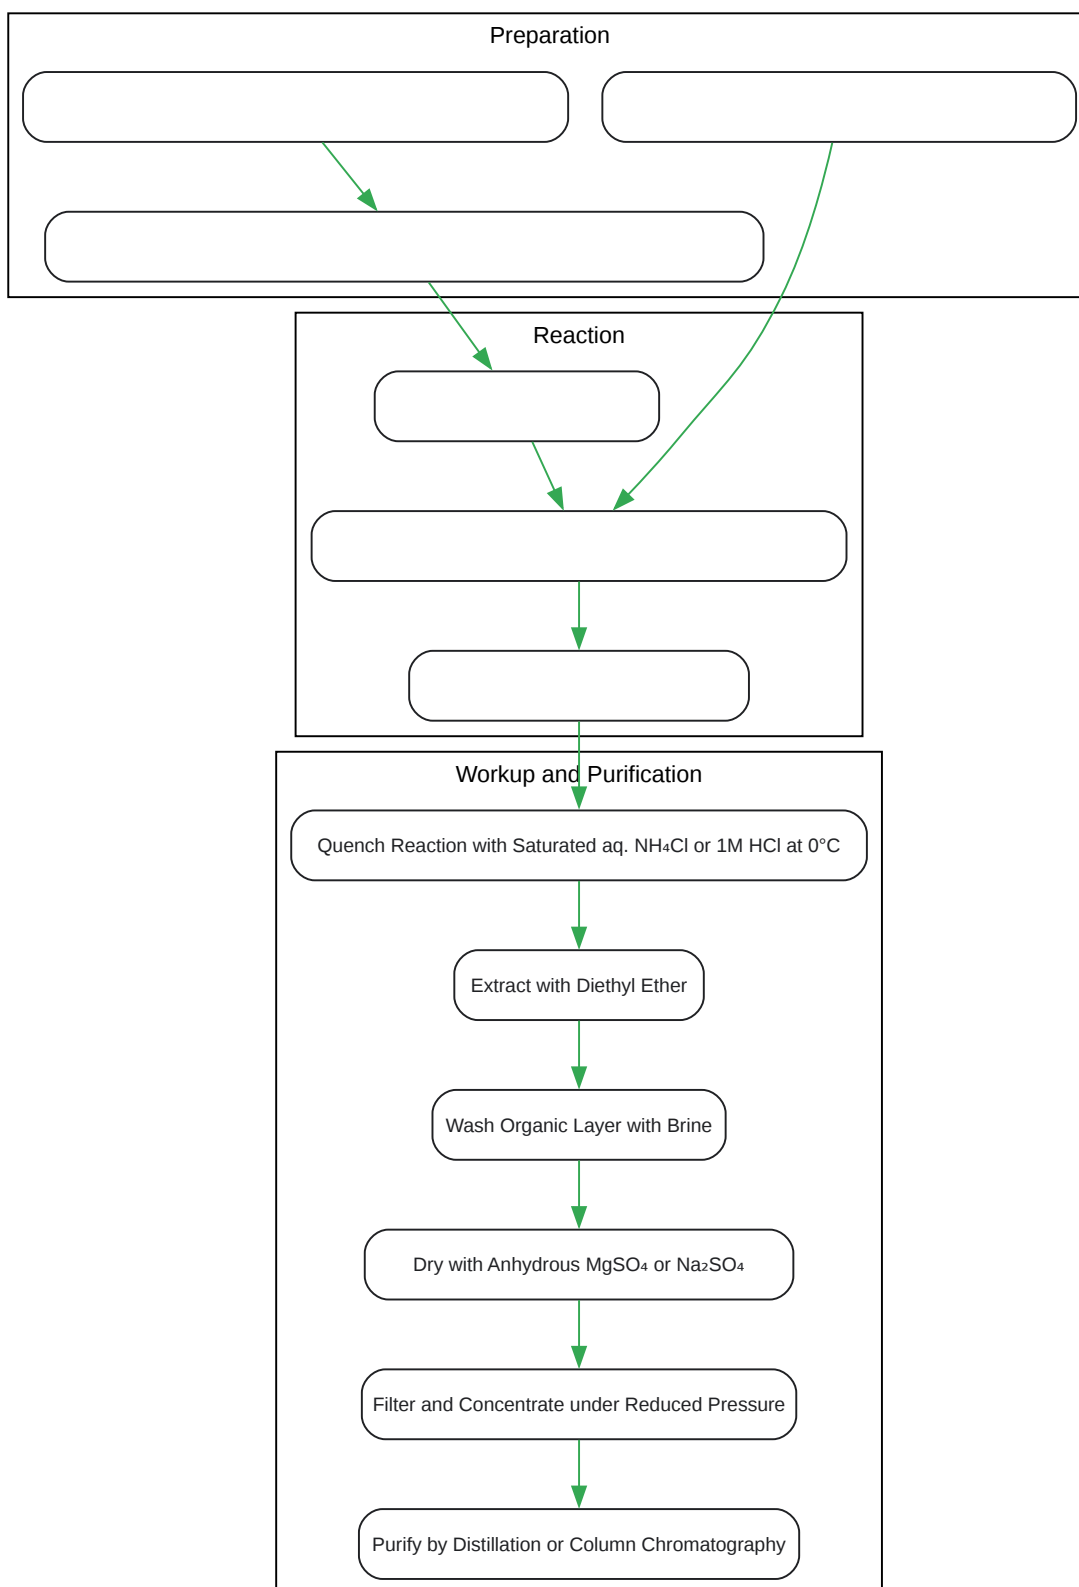 Preparation
Reaction
Workup and Purification
Quench Reaction with Saturated aq. NH₄Cl or 1M HCl at 0°C
Extract with Diethyl Ether
Wash Organic Layer with Brine
Dry with Anhydrous MgSO₄ or Na₂SO₄
Filter and Concentrate under Reduced Pressure
Purify by Distillation or Column Chromatography